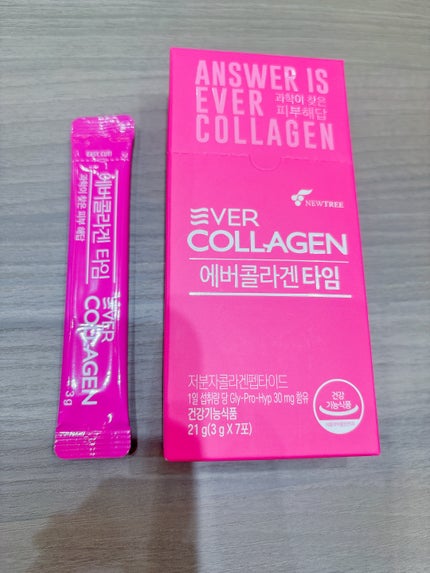 ANSWER IS
EVER 과학이 찾은
피부해답
COLLAGEN
NEWTREE
EVER
COLLAGEN
에버콜라겐 타임
저분자콜라겐펩타이드
1일 섭취량 당 Gly-Pro-Hyp 30 mg 함유
건강기능식품
21 g(3 g X 7포)
건강
기능식품
EASY CUT
에버콜라겐 타임
과학이 찾은 피부 해답
EVER
COLLAGEN
3 g